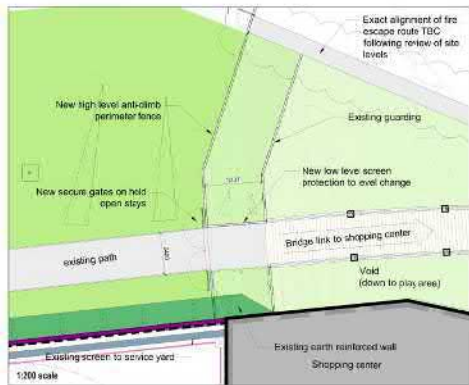 Exact alignment of fire
escape route TBC
following review of site
levels
New high level anti-climb
perimeter fence
Existing guarding
New secure gates on hold
open stays
New low level screen
protection to level change
Bridge link to shopping center
existing path
Void
(down to play area)
Existing earth reinforced wall
Existing screen to service yard
Shopping center
1:200 scale